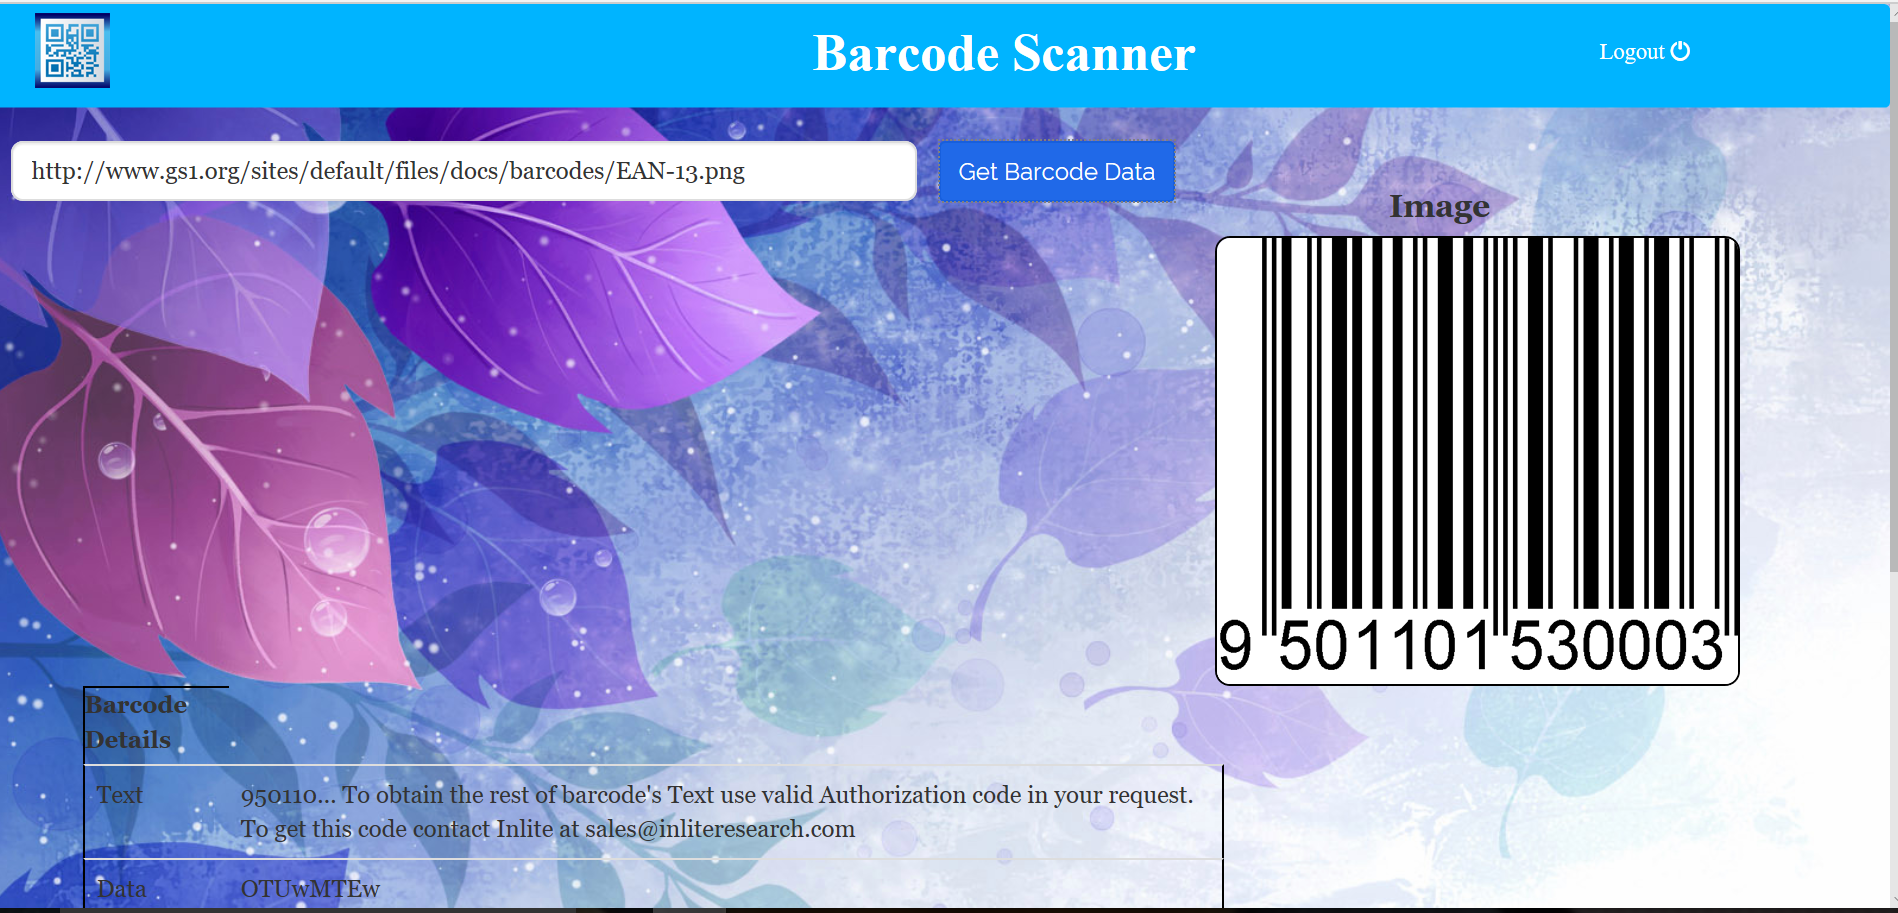 Barcode Scanner
Logout
http://www.gs1.org/sites/default/files/docs/barcodes/EAN-13.png
Get Barcode Data
Image
9 501101 530003
Barcode
Details
Text
950110... To obtain the rest of barcode's Text use valid Authorization code in your request.
To get this code contact Inlite at sales@inliteresearch.com
Data
OTUwMTEw